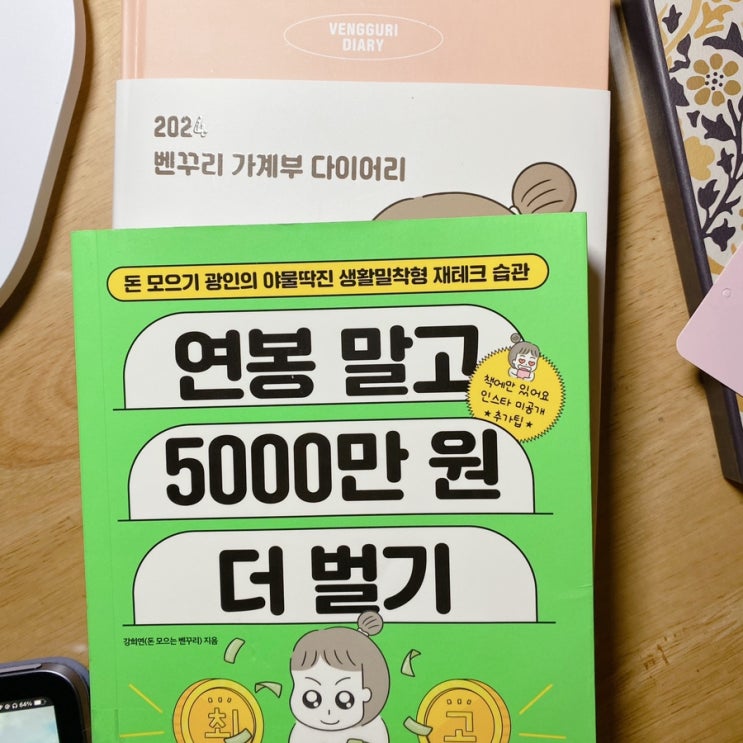 VENGGURI
DIARY
2024
벤꾸리 가계부 다이어리
돈 모으기 광인의 야물딱진 생활밀착형 재테크 습관
연봉 말고
책에만 있어요
인스타 미공개
★추가팁★
5000만 원
더 벌기
강희연(돈 모으는 벤꾸리) 지음
최
고
64%